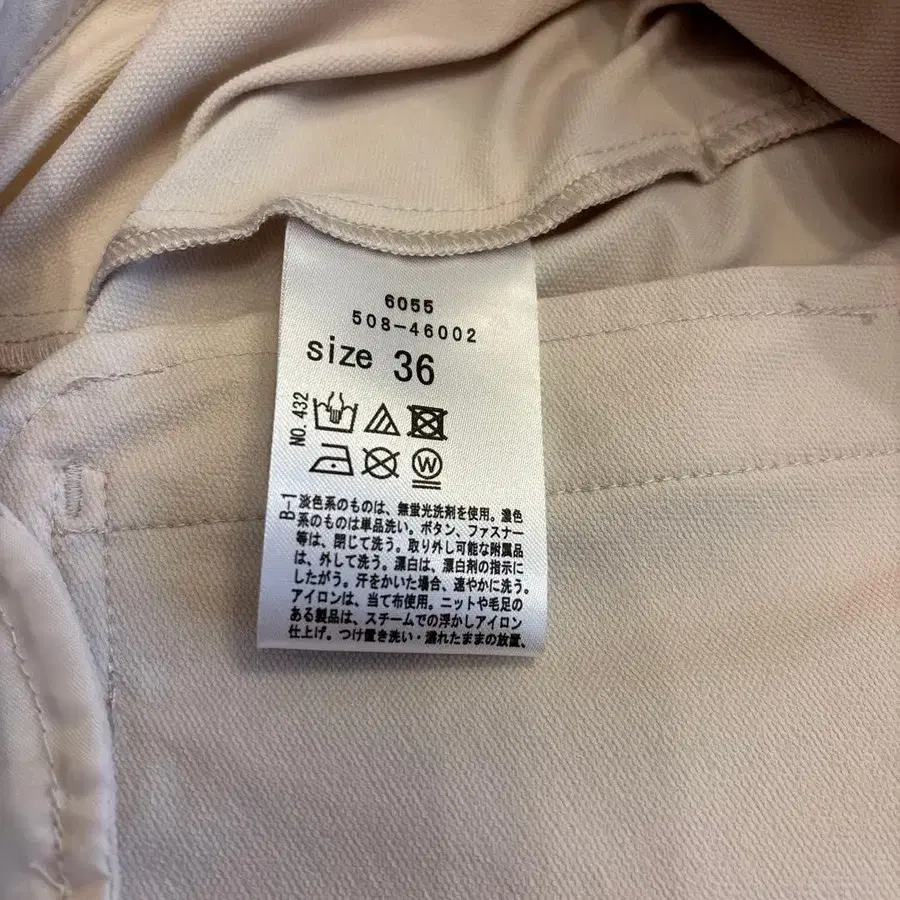 6055
508-46002
size 36
NO. 432
W
B-1
淡色系のものは、無蛍光洗剤を使用。濃色
系のものは単品洗い。ボタン、ファスナー
等は、閉じて洗う。取り外し可能な附属品
は、外して洗う。漂白は、漂白剤の指示に
したがう。汗をかいた場合、速やかに洗う。
アイロンは、当て布使用。ニットや毛足の
ある製品は、スチームでの浮かしアイロン
仕上げ。つけ置き洗い・濡れたままの放置、